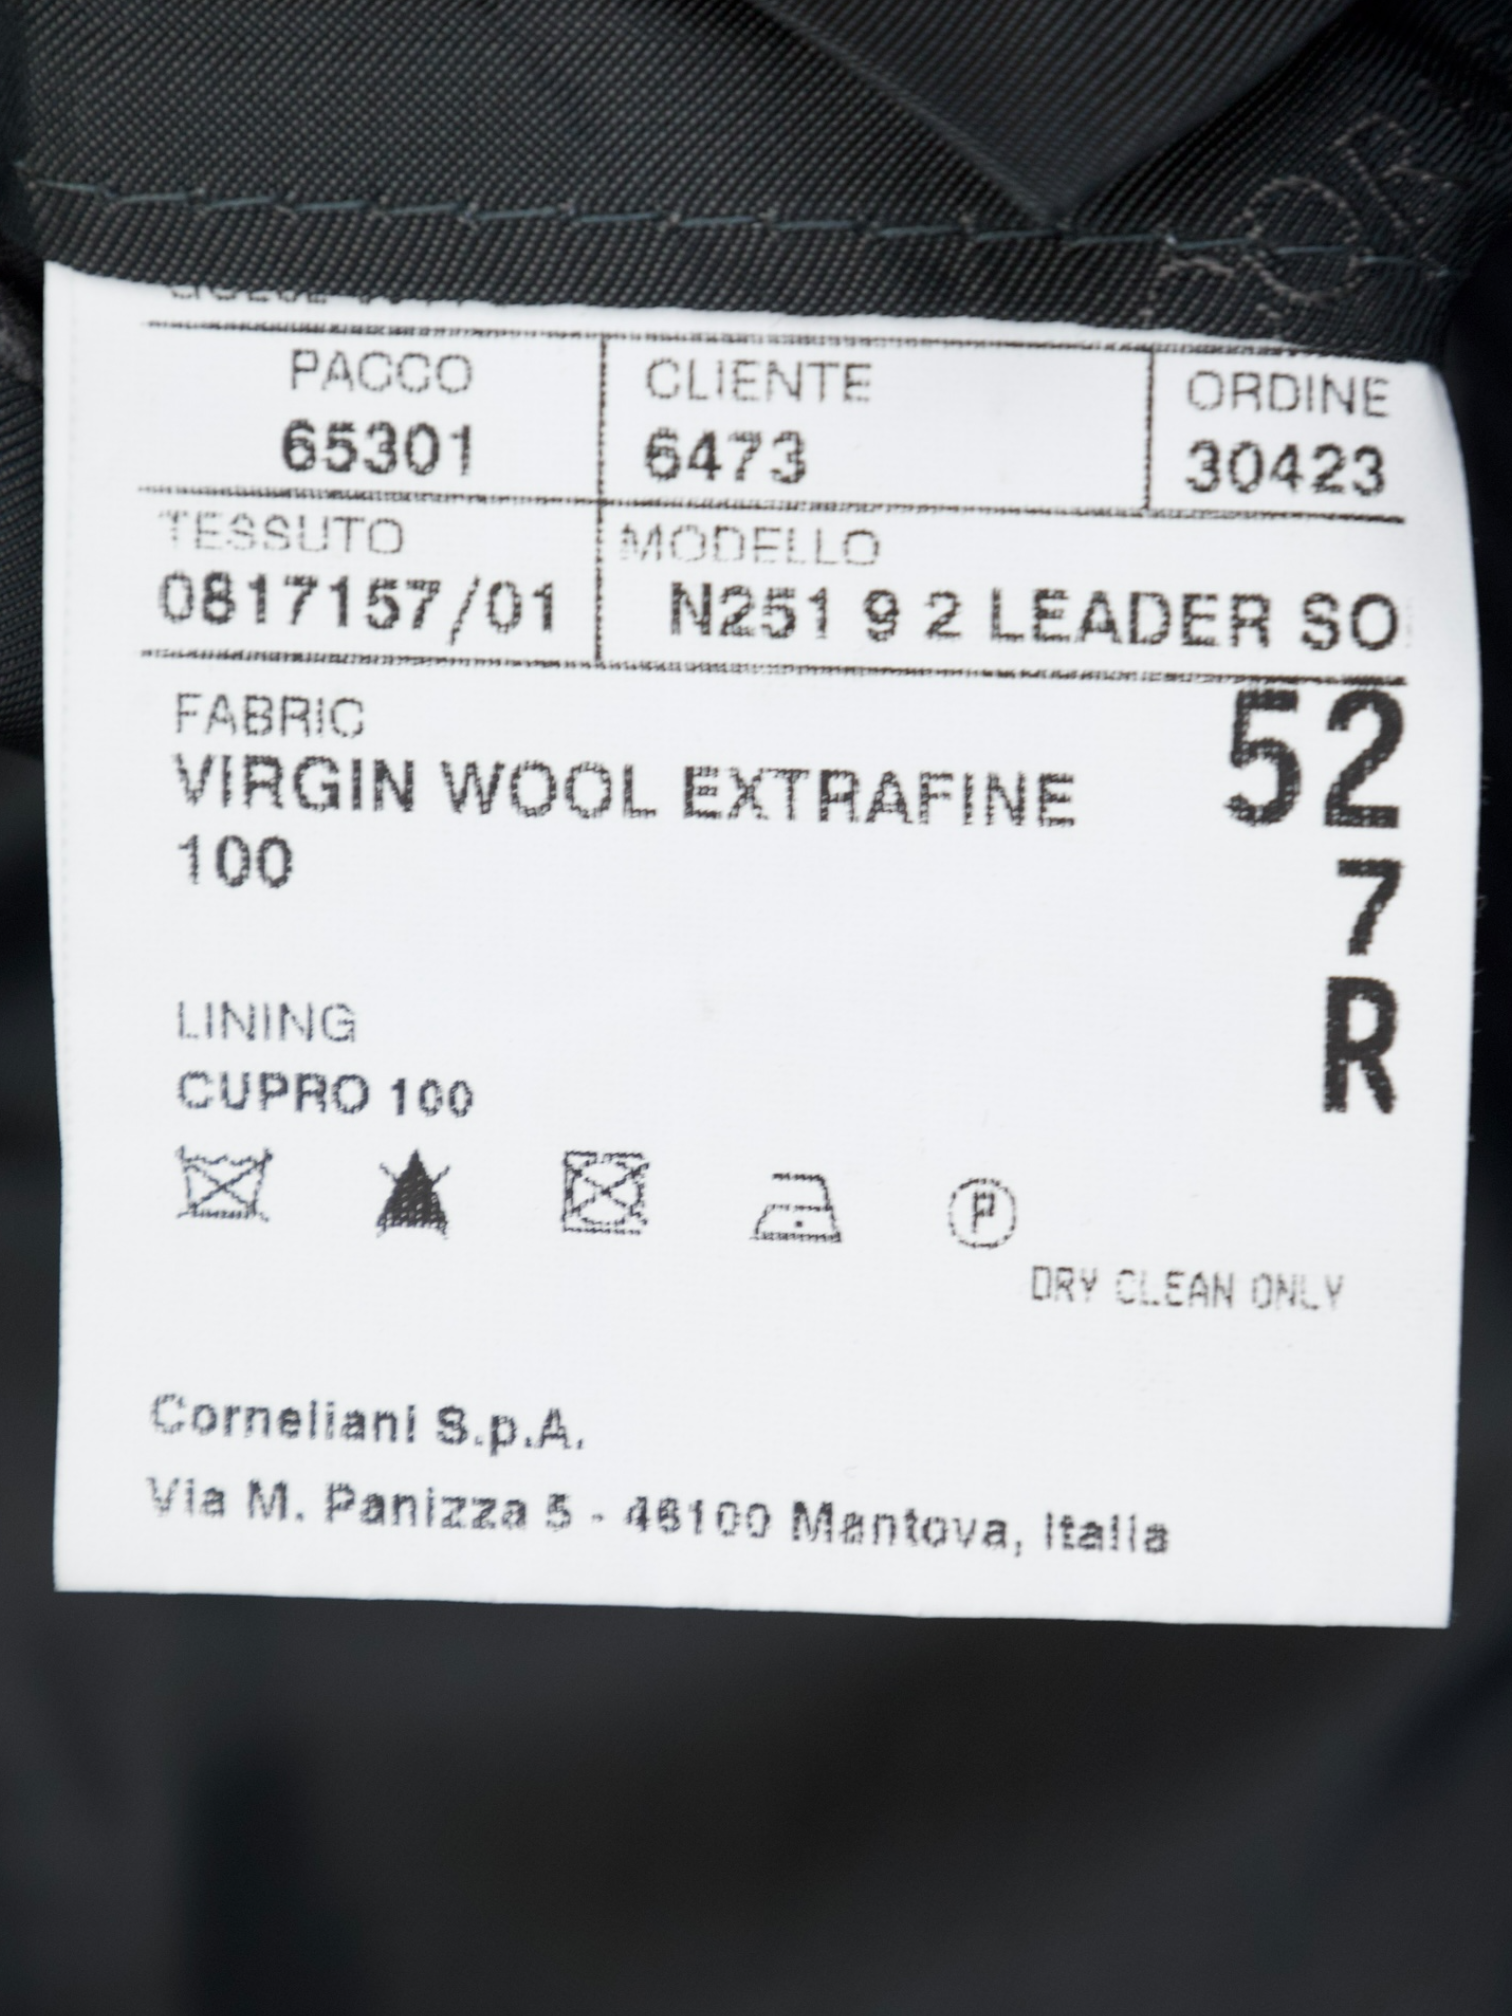 PACCO CLIENTE ORDINE
65301 6473 30423
TESSUTO MODELLO
0817157/01 N251 9 2 LEADER SO
FABRIC
52
VIRGIN WOOL EXTRAFINE
100
7
R
LINING
CUPRO 100
P
DRY CLEAN ONLY
Corneliani S.p.A.
Via M. Panizza 5 - 46100 Mantova, Italia